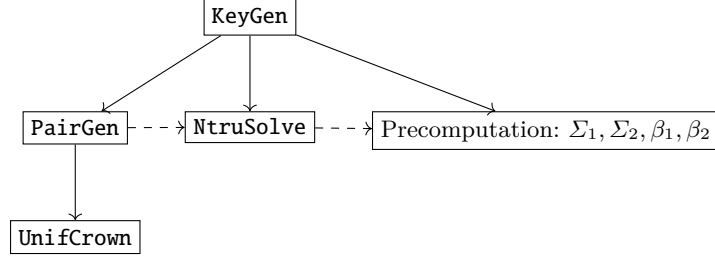 KeyGen
PairGen
NtruSolve
Precomputation: Σ₁, Σ₂, β₁, β₂
UnifCrown